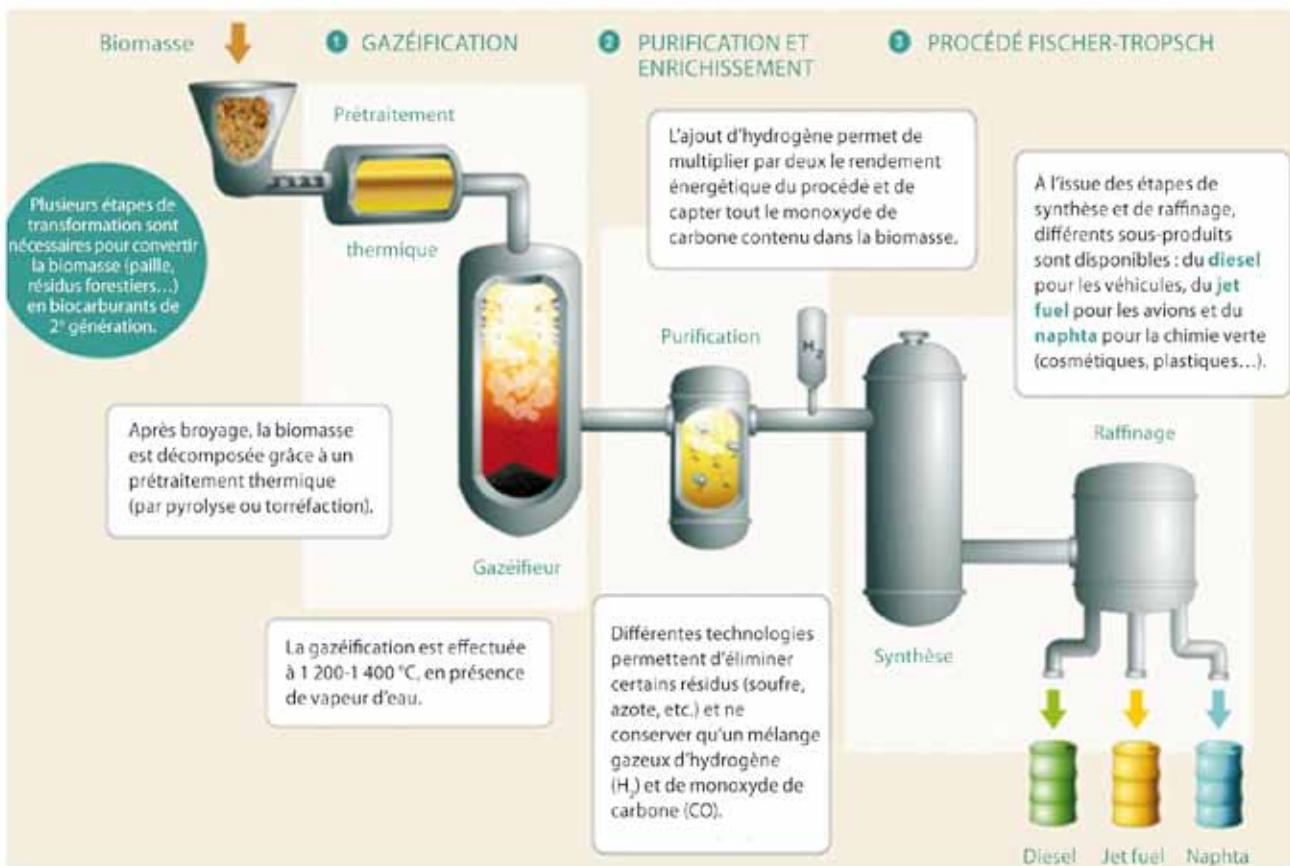 Biomasse
1 GAZÉIFICATION
2 PURIFICATION ET
ENRICHISSEMENT
3 PROCÉDÉ FISCHER-TROPSCH
Plusieurs étapes de
transformation sont
nécessaires pour convertir
la biomasse (paille,
résidus forestiers...)
en biocarburants de
2e génération.
Prétraitement
thermique
Après broyage, la biomasse
est décomposée grâce à un
prétraitement thermique
(par pyrolyse ou torréfaction).
Gazéifieur
La gazéification est effectuée
à 1 200-1 400 °C, en présence
de vapeur d'eau.
L'ajout d'hydrogène permet de
multiplier par deux le rendement
énergétique du procédé et de
capter tout le monoxyde de
carbone contenu dans la biomasse.
Purification
H2
Différentes technologies
permettent d'éliminer
certains résidus (soufre,
azote, etc.) et ne
conserver qu'un mélange
gazeux d'hydrogène
(H2) et de monoxyde de
carbone (CO).
À l'issue des étapes de
synthèse et de raffinage,
différents sous-produits
sont disponibles : du diesel
pour les véhicules, du jet
fuel pour les avions et du
naphta pour la chimie verte
(cosmétiques, plastiques...).
Synthèse
Raffinage
Diesel
Jet fuel
Naphta